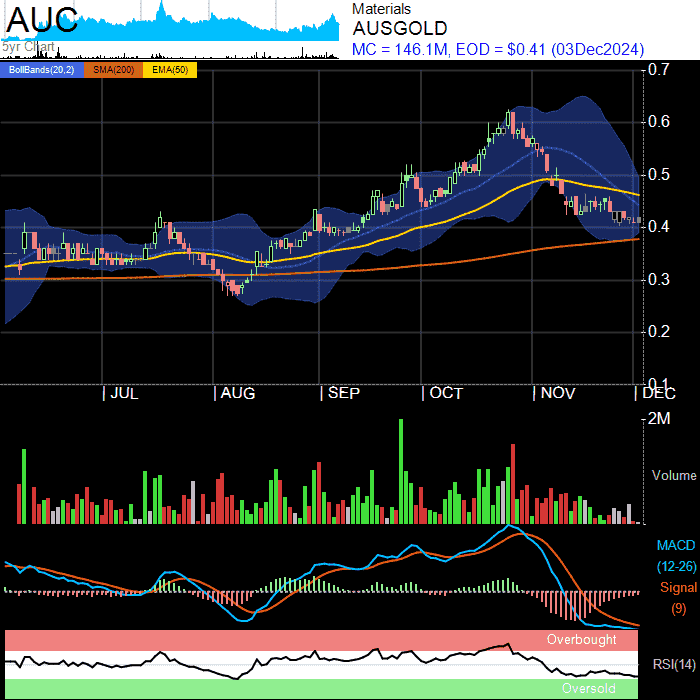 AUC
5yr Chart
Materials
AUSGOLD
MC = 146.1M, EOD = $0.41 (03Dec2024)
BollBands(20,2) SMA(200) EMA(50)
0.7
0.6
0.5
0.4
0.3
0.2
0.1
JUL AUG SEP OCT NOV DEC
2M
Volume
MACD
(12-26)
Signal
(9)
Overbought
RSI(14)
Oversold